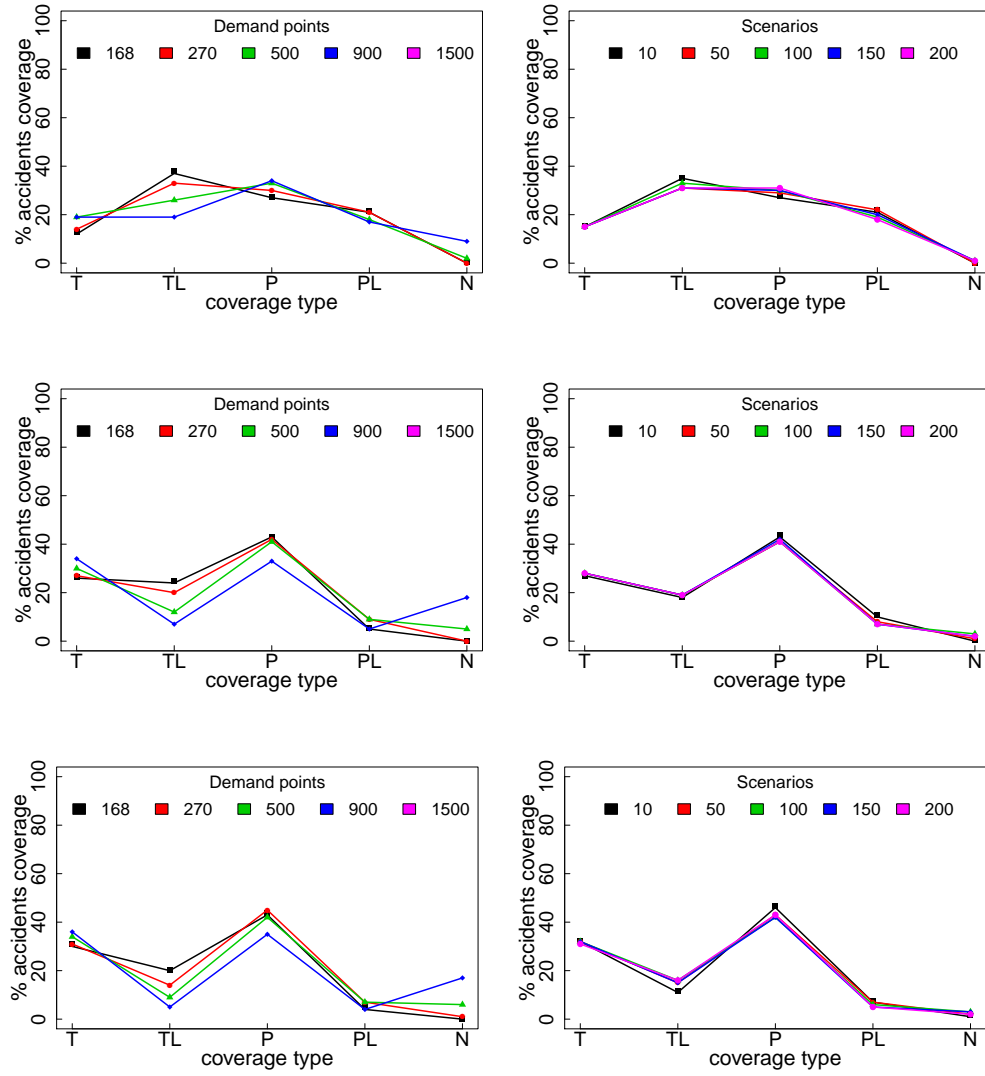 Demand points
168 270 500 900 1500
% accidents coverage
0 20 40 60 80 100
T TL P PL N
coverage type
Scenarios
10 50 100 150 200
% accidents coverage
0 20 40 60 80 100
T TL P PL N
coverage type
Demand points
168 270 500 900 1500
% accidents coverage
0 20 40 60 80 100
T TL P PL N
coverage type
Scenarios
10 50 100 150 200
% accidents coverage
0 20 40 60 80 100
T TL P PL N
coverage type
Demand points
168 270 500 900 1500
% accidents coverage
0 20 40 60 80 100
T TL P PL N
coverage type
Scenarios
10 50 100 150 200
% accidents coverage
0 20 40 60 80 100
T TL P PL N
coverage type